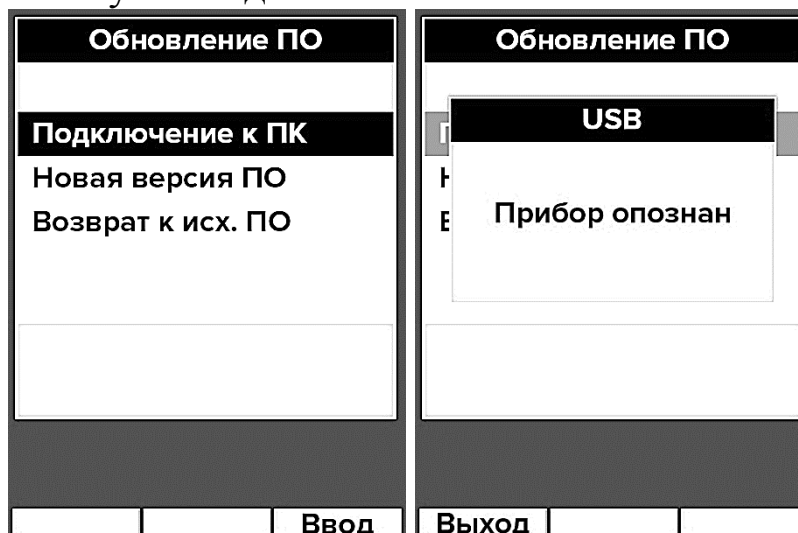 Обновление ПО
Подключение к ПК
Новая версия ПО
Возврат к исх. ПО
Ввод
Обновление ПО
USB
Прибор опознан
Выход